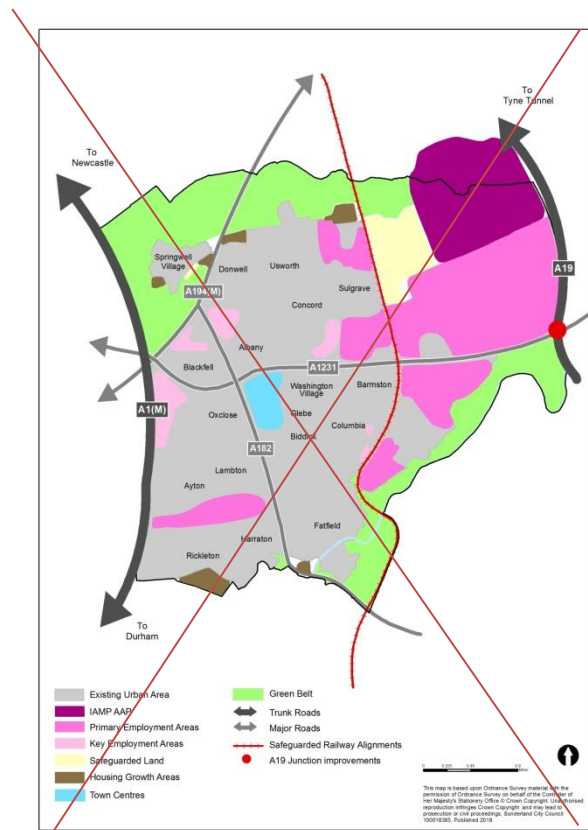 To
Tyne Tunnel
To
Newcastle
Springwell
Village
Donwell
Usworth
Sulgrave
A19
A194(M)
Concord
Albany
Blackfell
A1231
Washington
Village
Barmston
A1(M)
Oxclose
Glebe
Columbia
Biddick
A182
Lambton
Ayton
Fatfield
Harraton
Rickleton
To
Durham
Existing Urban Area
IAMP AAP
Primary Employment Areas
Key Employment Areas
Safeguarded Land
Housing Growth Areas
Town Centres
Green Belt
Trunk Roads
Major Roads
Safeguarded Railway Alignments
A19 Junction improvements
This map is based upon Ordnance Survey material with the
permission of Ordnance Survey on behalf of the Controller of
Her Majesty's Stationery Office © Crown Copyright. Unauthorised
reproduction infringes Crown Copyright and may lead to
prosecution or civil proceedings. Sunderland City Council
100018385. Published 2018.